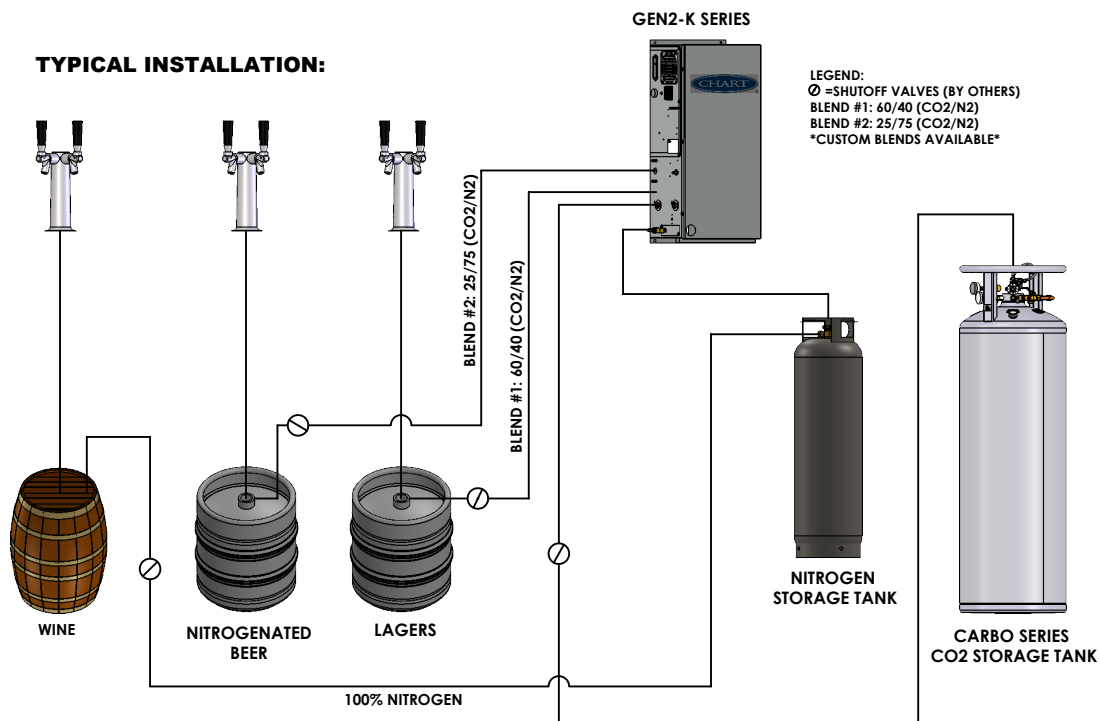 GEN2-K SERIES
TYPICAL INSTALLATION:
CHART
LEGEND:
=SHUTOFF VALVES (BY OTHERS)
BLEND #1: 60/40 (CO2/N2)
BLEND #2: 25/75 (CO2/N2)
*CUSTOM BLENDS AVAILABLE*
BLEND #2: 25/75 (CO2/N2)
BLEND #1: 60/40 (CO2/N2)
WINE
NITROGENATED
BEER
LAGERS
NITROGEN
STORAGE TANK
CARBO SERIES
CO2 STORAGE TANK
100% NITROGEN